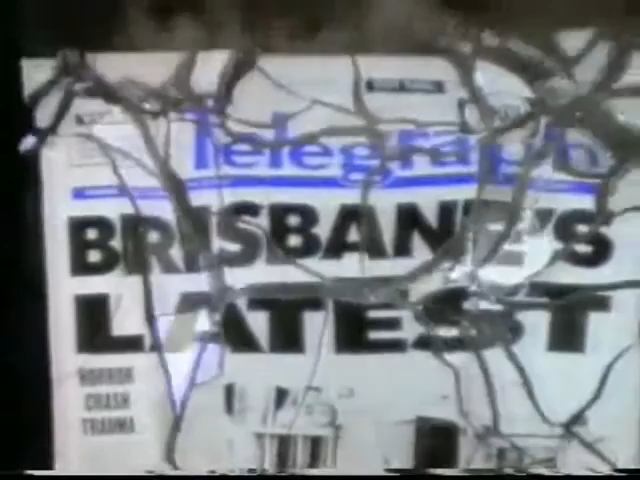 Telegraph
BRISBANE'S
LATEST
HORROR
CRASH
TRAUMA